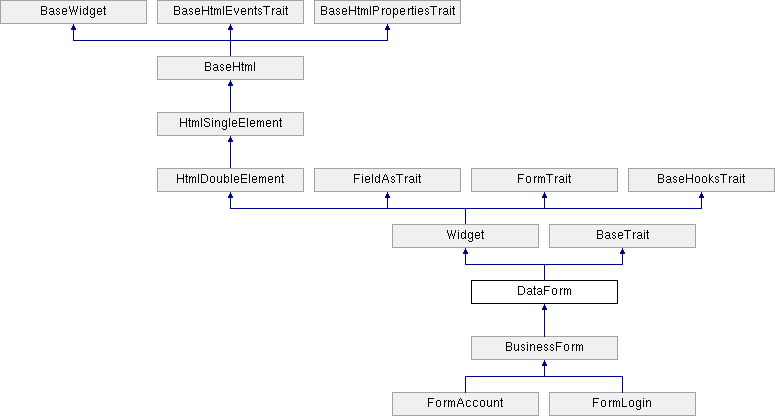 BaseWidget
BaseHtmlEventsTrait
BaseHtmlPropertiesTrait
BaseHtml
HtmlSingleElement
HtmlDoubleElement
FieldAsTrait
FormTrait
BaseHooksTrait
Widget
BaseTrait
DataForm
BusinessForm
FormAccount
FormLogin